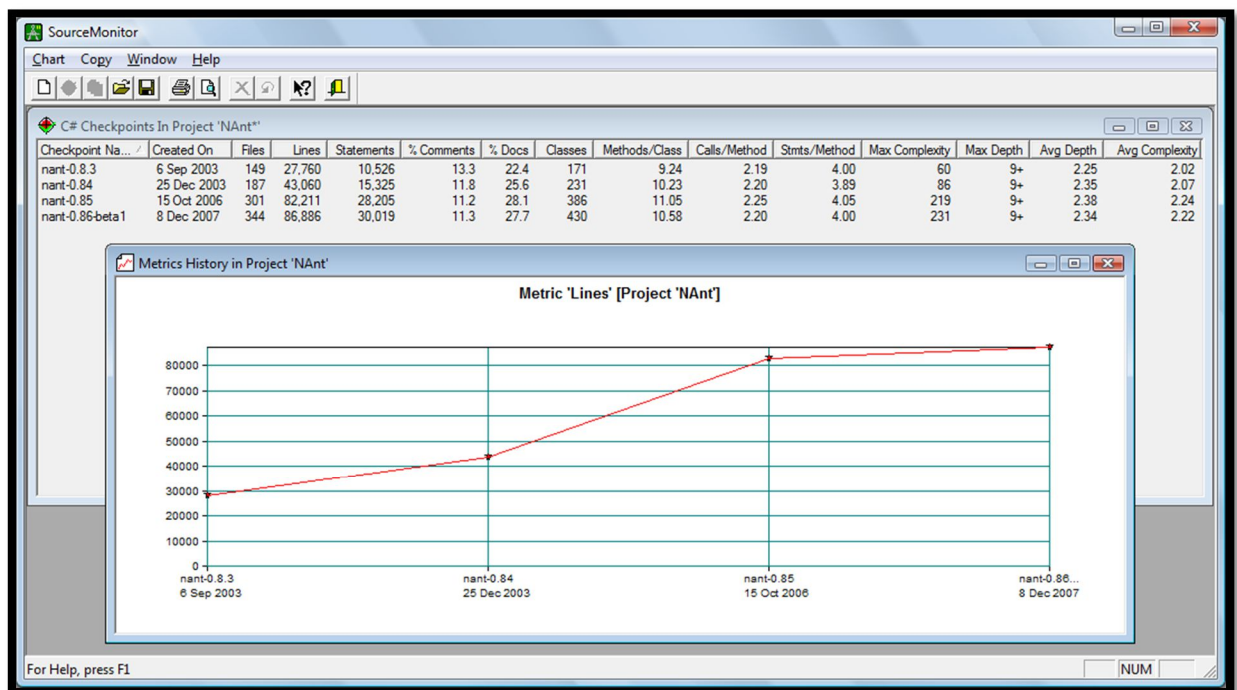 SourceMonitor
Chart Copy Window Help
C# Checkpoints In Project 'NAnt*'
Checkpoint Na... Created On Files Lines Statements % Comments % Docs Classes Methods/Class Calls/Method Stmts/Method Max Complexity Max Depth Avg Depth Avg Complexity
nant-0.8.3 6 Sep 2003 149 27,760 10,526 13.3 22.4 171 9.24 2.19 4.00 60 9+ 2.25 2.02
nant-0.84 25 Dec 2003 187 43,060 15,325 11.8 25.6 231 10.23 2.20 3.89 86 9+ 2.35 2.07
nant-0.85 15 Oct 2006 301 82,211 28,205 11.2 28.1 386 11.05 2.25 4.05 219 9+ 2.38 2.24
nant-0.86-beta1 8 Dec 2007 344 86,886 30,019 11.3 27.7 430 10.58 2.20 4.00 231 9+ 2.34 2.22
Metrics History in Project 'NAnt'
Metric 'Lines' [Project 'NAnt']
80000
70000
60000
50000
40000
30000
20000
10000
0
nant-0.8.3 nant-0.84 nant-0.85 nant-0.86...
6 Sep 2003 25 Dec 2003 15 Oct 2006 8 Dec 2007
For Help, press F1 NUM